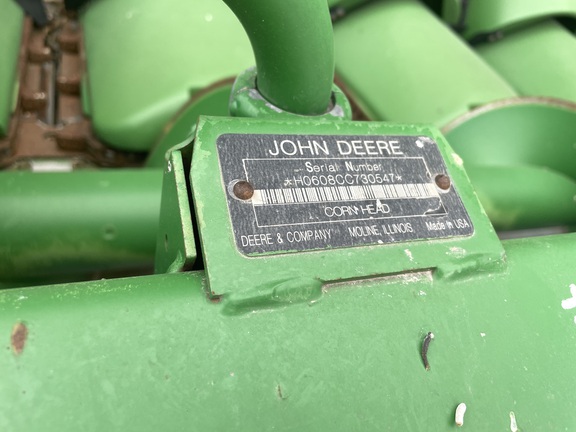 JOHN DEERE
Serial Number
*H0608CC730547*
CORN HEAD
DEERE & COMPANY MOLINE, ILLINOIS Made in USA